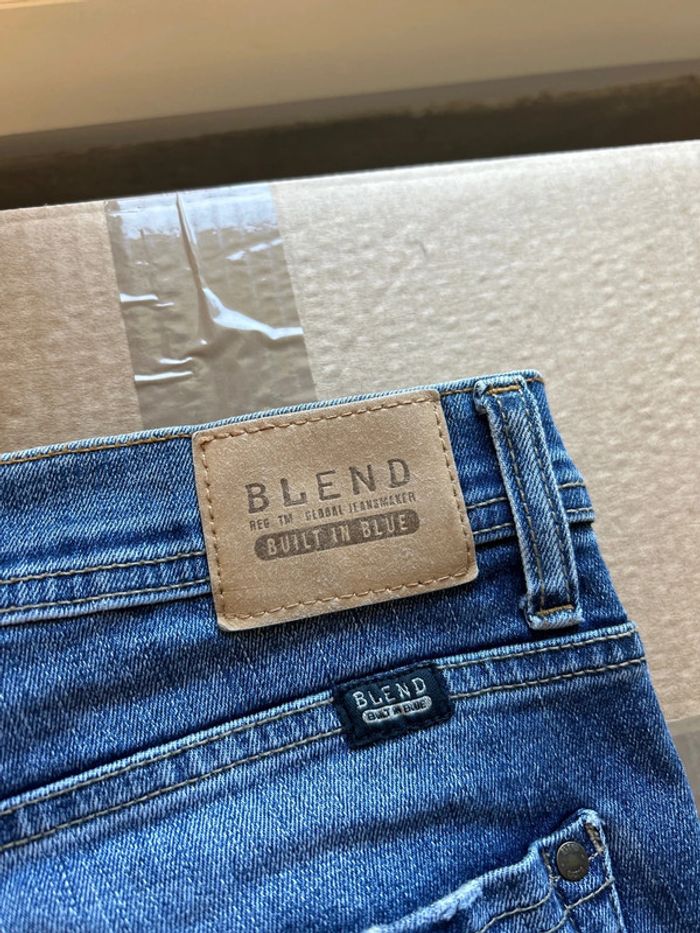 BLEND
REG TM GLOBAL JEANSMAKER
BUILT IN BLUE
BLEND
BUILT IN BLUE